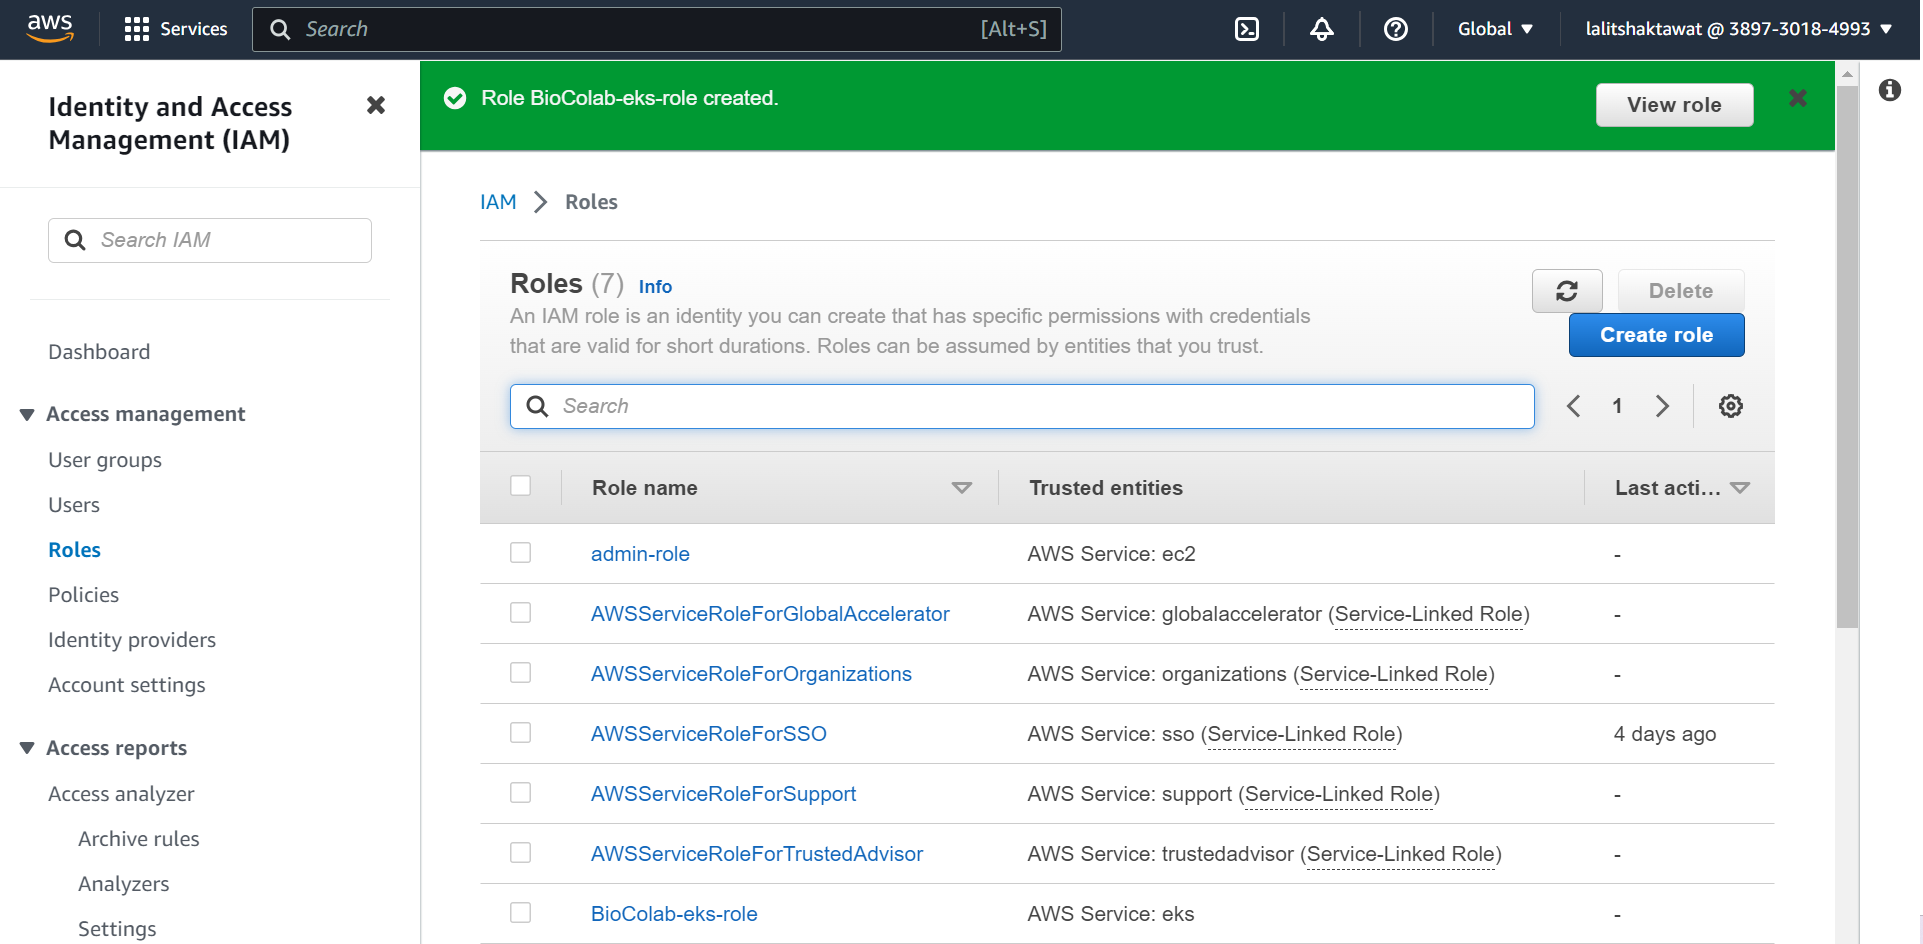 aws
Services
Search
[Alt+S]
Global
lalitshaktawat @ 3897-3018-4993
Identity and Access
Management (IAM)
Search IAM
Dashboard
Access management
User groups
Users
Roles
Policies
Identity providers
Account settings
Access reports
Access analyzer
Archive rules
Analyzers
Settings
Role BioColab-eks-role created.
View role
IAM
Roles
Roles (7) Info
An IAM role is an identity you can create that has specific permissions with credentials
that are valid for short durations. Roles can be assumed by entities that you trust.
Delete
Create role
Search
1
Role name Trusted entities Last acti...
admin-role AWS Service: ec2 -
AWSServiceRoleForGlobalAccelerator AWS Service: globalaccelerator (Service-Linked Role) -
AWSServiceRoleForOrganizations AWS Service: organizations (Service-Linked Role) -
AWSServiceRoleForSSO AWS Service: sso (Service-Linked Role) 4 days ago
AWSServiceRoleForSupport AWS Service: support (Service-Linked Role) -
AWSServiceRoleForTrustedAdvisor AWS Service: trustedadvisor (Service-Linked Role) -
BioColab-eks-role AWS Service: eks -